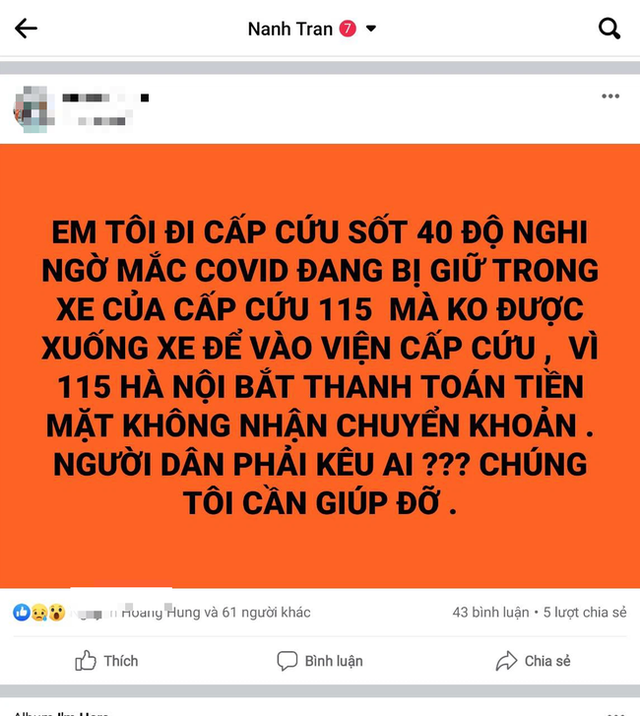 Nanh Tran 7
EM TÔI ĐI CẤP CỨU SỐT 40 ĐỘ NGHI
NGỜ MẮC COVID ĐANG BỊ GIỮ TRONG
XE CỦA CẤP CỨU 115 MÀ KO ĐƯỢC
XUỐNG XE ĐỂ VÀO VIỆN CẤP CỨU , VÌ
115 HÀ NỘI BẮT THANH TOÁN TIỀN
MẶT KHÔNG NHẬN CHUYỂN KHOẢN .
NGƯỜI DÂN PHẢI KÊU AI ??? CHÚNG
TÔI CẦN GIÚP ĐỠ .
Hoàng Hưng và 61 người khác 43 bình luận • 5 lượt chia sẻ
Thích Bình luận Chia sẻ